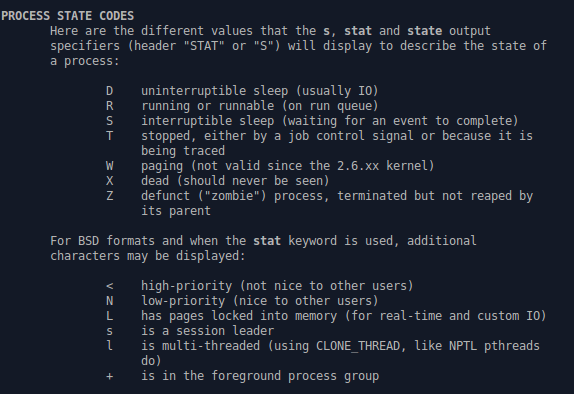 PROCESS STATE CODES
Here are the different values that the s, stat and state output
specifiers (header "STAT" or "S") will display to describe the state of
a process:
D uninterruptible sleep (usually IO)
R running or runnable (on run queue)
S interruptible sleep (waiting for an event to complete)
T stopped, either by a job control signal or because it is
being traced
W paging (not valid since the 2.6.xx kernel)
X dead (should never be seen)
Z defunct ("zombie") process, terminated but not reaped by
its parent
For BSD formats and when the stat keyword is used, additional
characters may be displayed:
< high-priority (not nice to other users)
N low-priority (nice to other users)
L has pages locked into memory (for real-time and custom IO)
s is a session leader
l is multi-threaded (using CLONE_THREAD, like NPTL pthreads
do)
+ is in the foreground process group